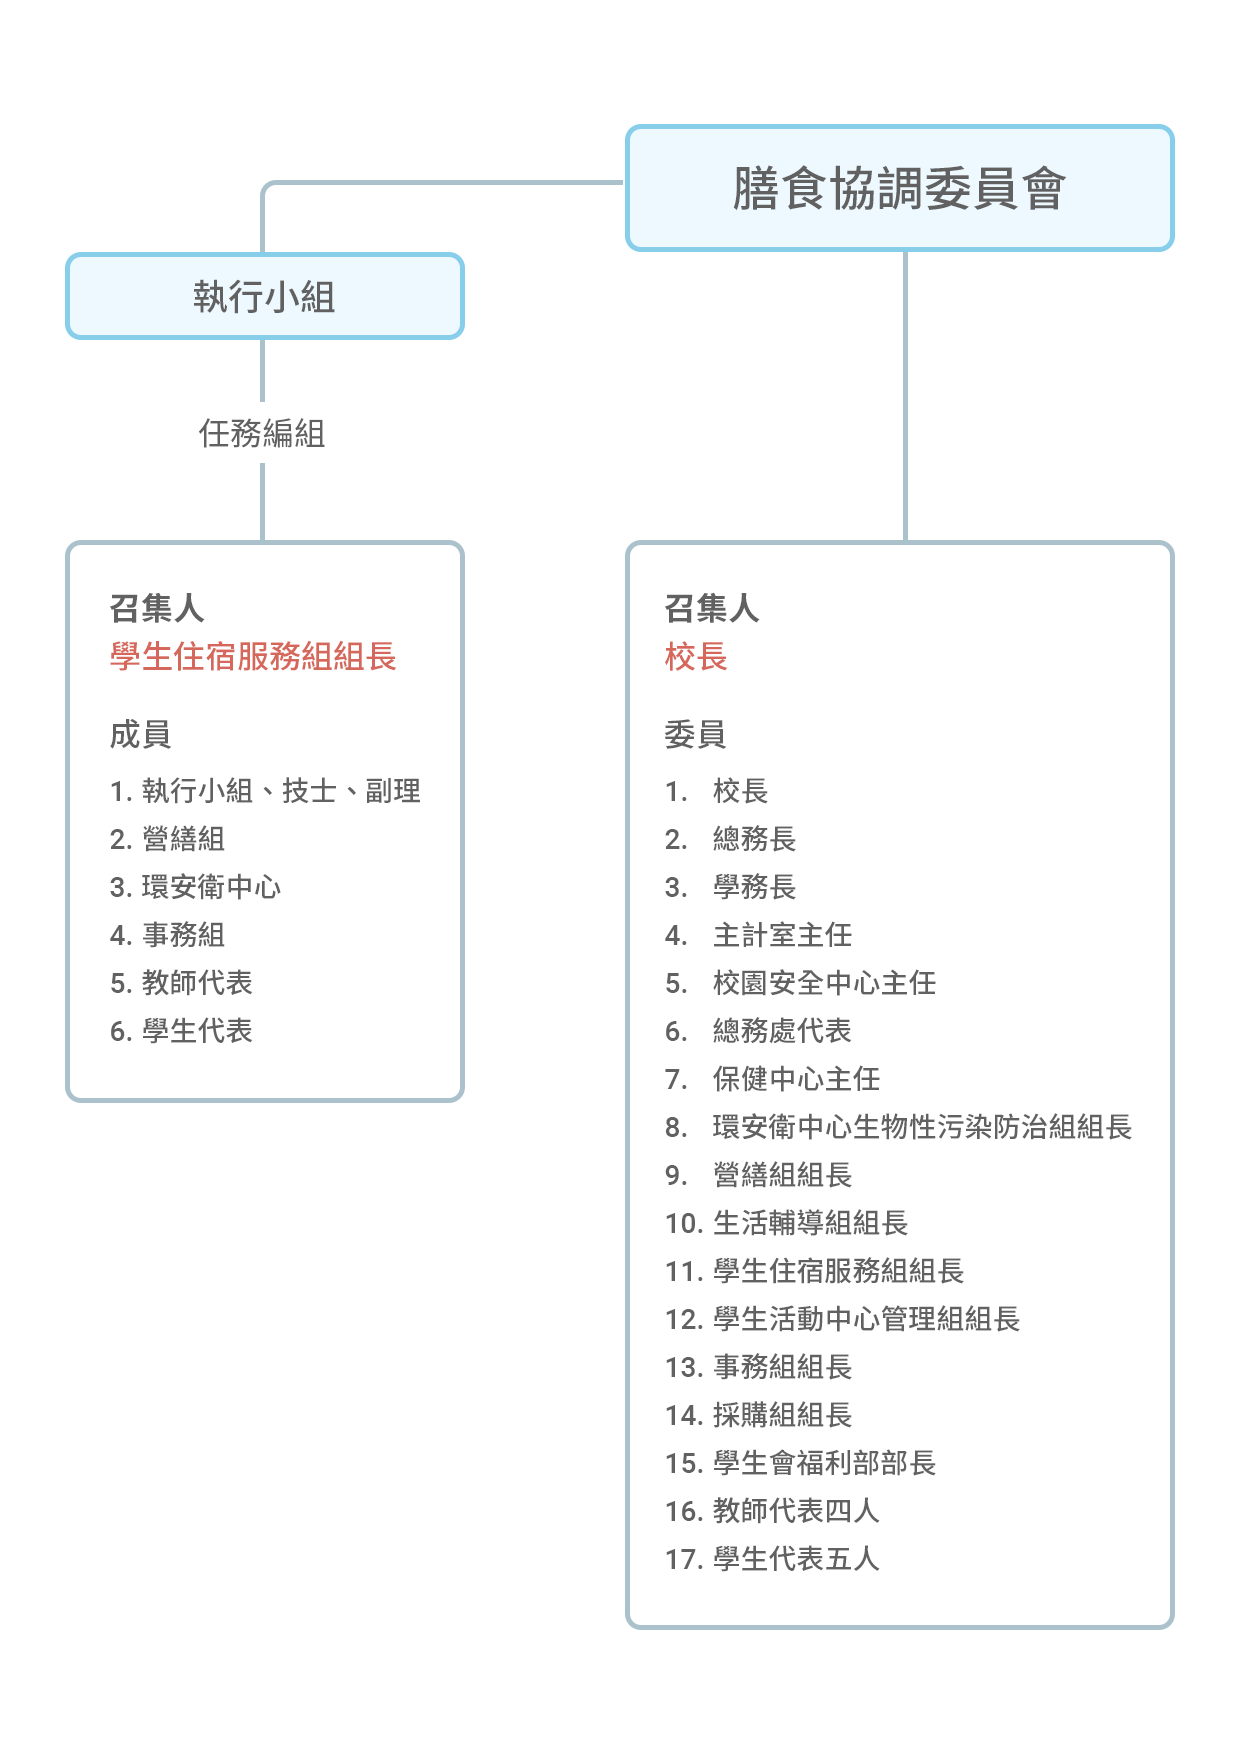 膳食協調委員會
執行小組
任務編組
召集人
學生住宿服務組組長
成員
1. 執行小組、技士、副理
2. 營繕組
3. 環安衛中心
4. 事務組
5. 教師代表
6. 學生代表
召集人
校長
委員
1. 校長
2. 總務長
3. 學務長
4. 主計室主任
5. 校園安全中心主任
6. 總務處代表
7. 保健中心主任
8. 環安衛中心生物性污染防治組組長
9. 營繕組組長
10. 生活輔導組組長
11. 學生住宿服務組組長
12. 學生活動中心管理組組長
13. 事務組組長
14. 採購組組長
15. 學生會福利部部長
16. 教師代表四人
17. 學生代表五人